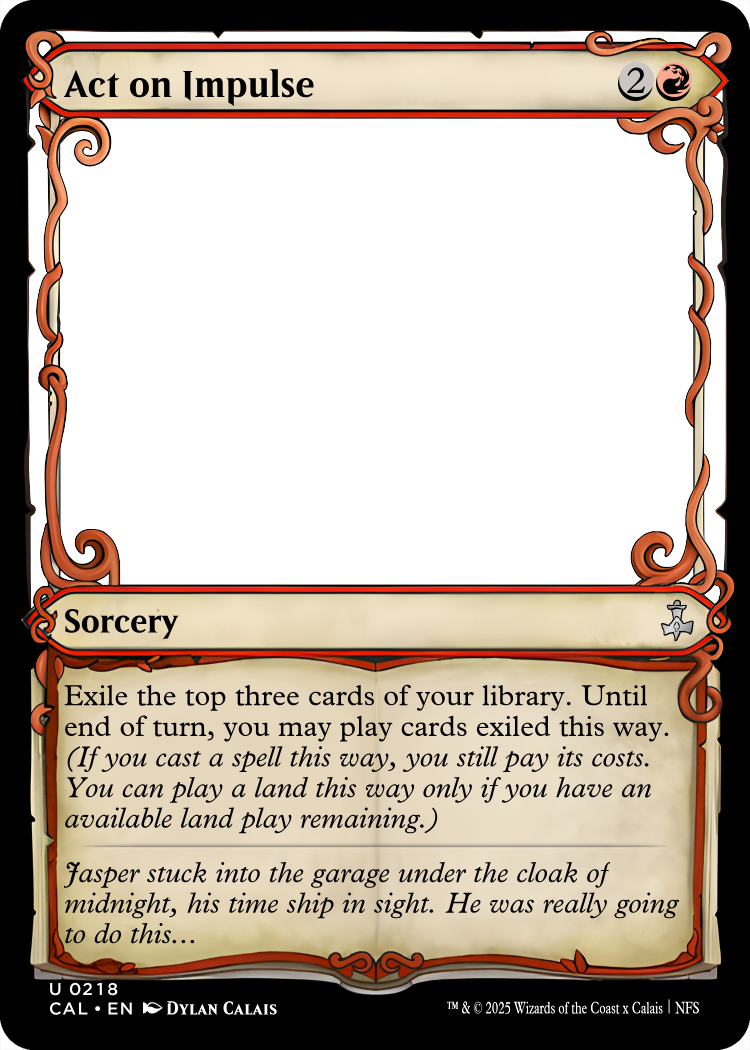 Act on Impulse
2
Sorcery
Exile the top three cards of your library. Until
end of turn, you may play cards exiled this way.
(If you cast a spell this way, you still pay its costs.
You can play a land this way only if you have an
available land play remaining.)
Jasper stuck into the garage under the cloak of
midnight, his time ship in sight. He was really going
to do this…
U 0218
CAL • EN Dylan Calais
™ & © 2025 Wizards of the Coast x Calais | NFS